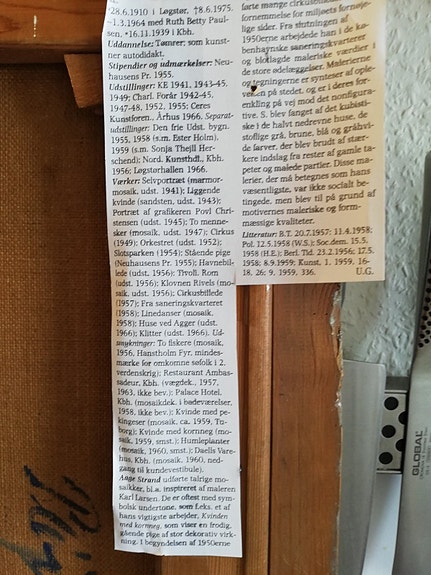 *28.6.1910 i Løgstør, †8.6.1975.
~1.3.1964 med Ruth Betty Paul-
sen, *16.11.1939 i Kbh.
Uddannelse: Tømrer; som kunst-
ner autodidakt.
Stipendier og udmærkelser: Neu-
hausens Pr. 1955.
Udstillinger: KE 1941, 1943-45,
1949; Charl. Forår 1942-45,
1947-48, 1952, 1955; Ceres
Kunstforen., Århus 1966. Separat-
udstillinger: Den frie Udst. bygn.
1955, 1958 (s.m. Ester Holm),
1959 (s.m. Sonja Thejll Her-
schend); Nord. Kunsthdl., Kbh.
1956; Løgstørhallen 1966.
Værker: Selvportræt (marmor-
mosaik, udst. 1941); Liggende
kvinde (sandsten, udst. 1943);
Portræt af grafikeren Povl Chri-
stensen (udst. 1945); To menne-
sker (mosaik, udst. 1947); Cirkus
(1949); Orkestret (udst. 1952);
Slotsparken (1954); Stående pige
(Neuhausens Pr. 1955); Havnebil-
lede (udst. 1956); Tivoli. Rom
(udst. 1956); Klovnen Rivels (mo-
saik, udst. 1956); Cirkusbillede
(1957); Fra saneringskvarteret
(1958); Linedanser (mosaik,
1958); Huse ved Agger (udst.
1966); Klitter (udst. 1966). Ud-
smykninger: To fiskere (mosaik,
1956, Hanstholm Fyr, mindes-
mærke for omkomne søfolk i 2.
verdenskrig); Restaurant Ambas-
sadeur, Kbh. (vægdek., 1957,
1963, ikke bev.); Palace Hotel,
Kbh. (mosaikdek. i badeværelser,
1958, ikke bev.); Kvinde med pe-
kingeser (mosaik, ca. 1959, Tu-
borg); Kvinde med kornneg (mo-
saik, 1959, smst.); Humleplanter
(mosaik, 1960, smst.); Daells Vare-
hus, Kbh. (mosaik, 1960, ned-
gang til kundevestibule).
Aage Strand udførte talrige mo-
saikker, bl.a. inspireret af maleren
Karl Larsen. De er oftest med sym-
bolsk undertone, som f.eks. et af
hans vigtigste arbejder, Kvinden
med kornneg, som viser en frodig,
gående pige af stor dekorativ virk-
ning. I begyndelsen af 1950erne
førte mange cirkusmotiver
fornemmelse for miljøets forgæn-
gelige sider. Fra slutningen af
1950erne arbejdede han i de kø-
benhavnske saneringskvarterer
og blotlagde maleriske værdier i
de store ødelæggelser. Malerierne
og tegningerne er synteser af ople-
velsen på stedet, og er i deres for-
enkling på vej mod det nonfigura-
tive. S. blev fanget af det kubisti-
ske i de halvt nedrevne huse, de
stoflige grå, brune, blå og gråhvi-
de farver, der blev brudt af stær-
kere indslag fra rester af gamle ta-
peter og malede partier. Disse ma-
lerier, der må betegnes som hans
væsentligste, var ikke socialt be-
tingede, men blev til på grund af
motivernes maleriske og form-
mæssige kvaliteter.
Litteratur: B.T. 20.7.1957; 11.4.1958;
Pol. 12.5.1958 (W.S.); Soc.dem. 15.5.
1958 (H.E.); Berl. Tid. 23.2.1956; 17.5.
1958; 8.9.1959; Kunst, 1, 1959, 16-
18, 26; 9, 1959, 336. U.G.
GLOBAL